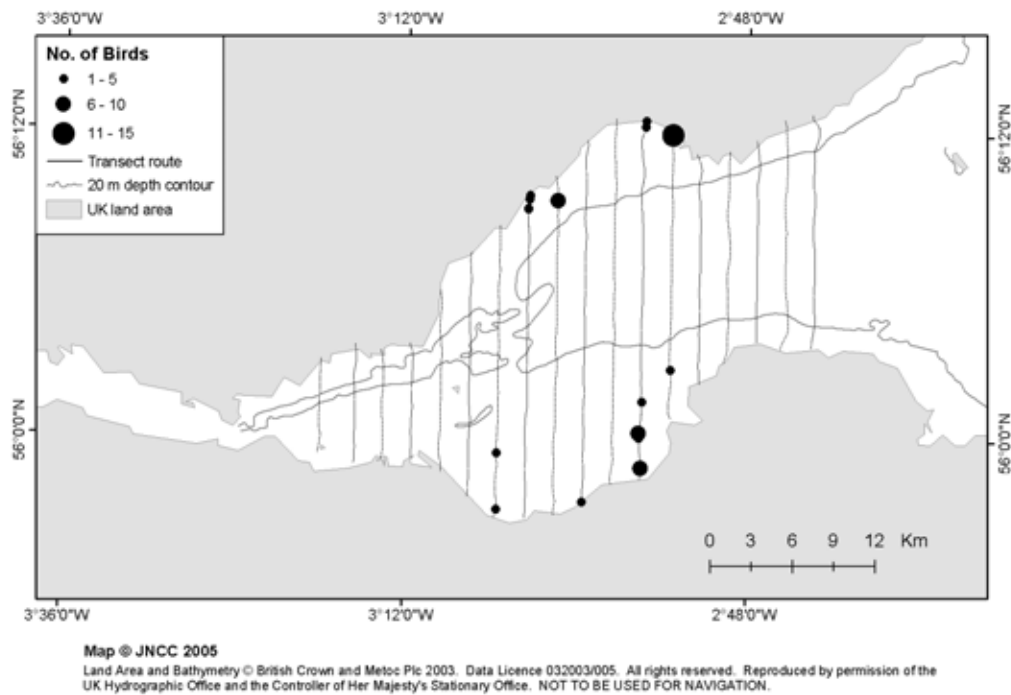 3°36'0"W 3°12'0"W 2°48'0"W
No. of Birds
1 - 5
6 - 10
11 - 15
Transect route
20 m depth contour
UK land area
56°12'0"N
56°12'0"N
56°0'0"N
56°0'0"N
0 3 6 9 12 Km
3°36'0"W 3°12'0"W 2°48'0"W
Map © JNCC 2005
Land Area and Bathymetry © British Crown and Metoc Plc 2003. Data Licence 032003/005. All rights reserved. Reproduced by permission of the
UK Hydrographic Office and the Controller of Her Majesty's Stationary Office. NOT TO BE USED FOR NAVIGATION.